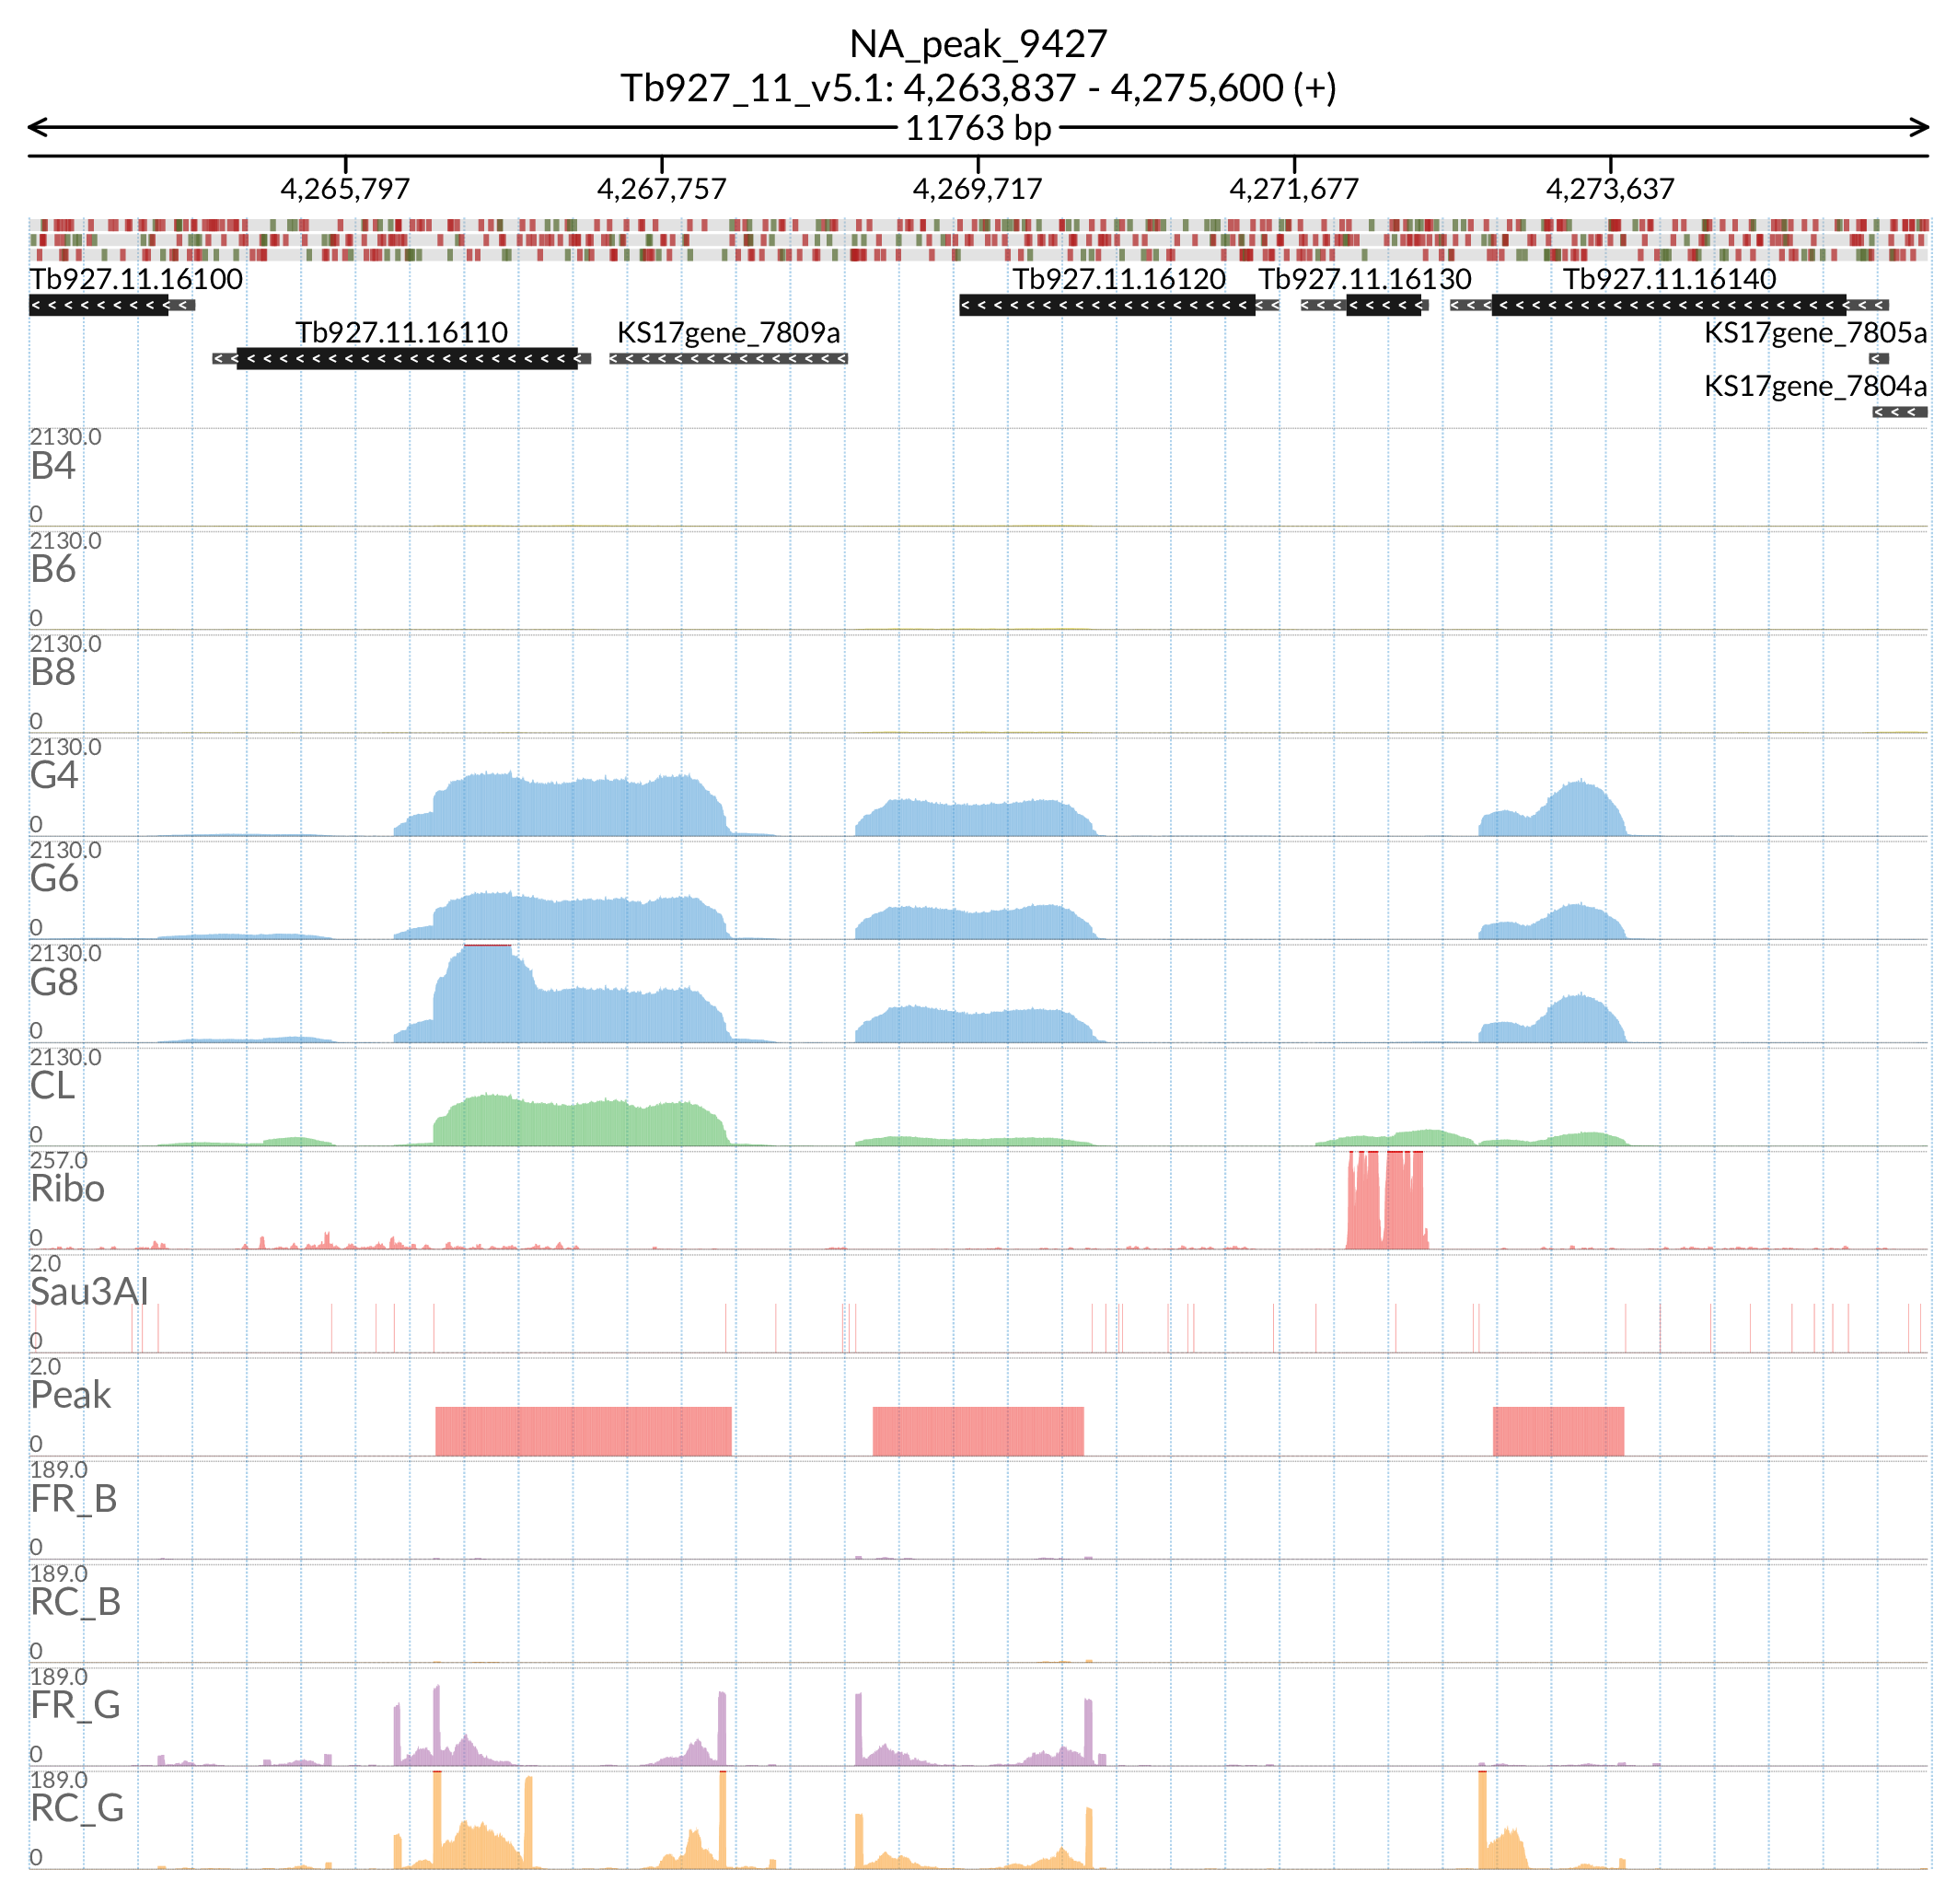 NA_peak_9427
Tb927_11_v5.1: 4,263,837 - 4,275,600 (+)
11763 bp
4,265,797 4,267,757 4,269,717 4,271,677 4,273,637
Tb927.11.16100 Tb927.11.16120 Tb927.11.16130 Tb927.11.16140
Tb927.11.16110 KS17gene_7809a KS17gene_7805a
KS17gene_7804a
2130.0
B4
0
2130.0
B6
0
2130.0
B8
0
2130.0
G4
0
2130.0
G6
0
2130.0
G8
0
2130.0
CL
0
257.0
Ribo
0
2.0
Sau3AI
0
2.0
Peak
0
189.0
FR_B
0
189.0
RC_B
0
189.0
FR_G
0
189.0
RC_G
0